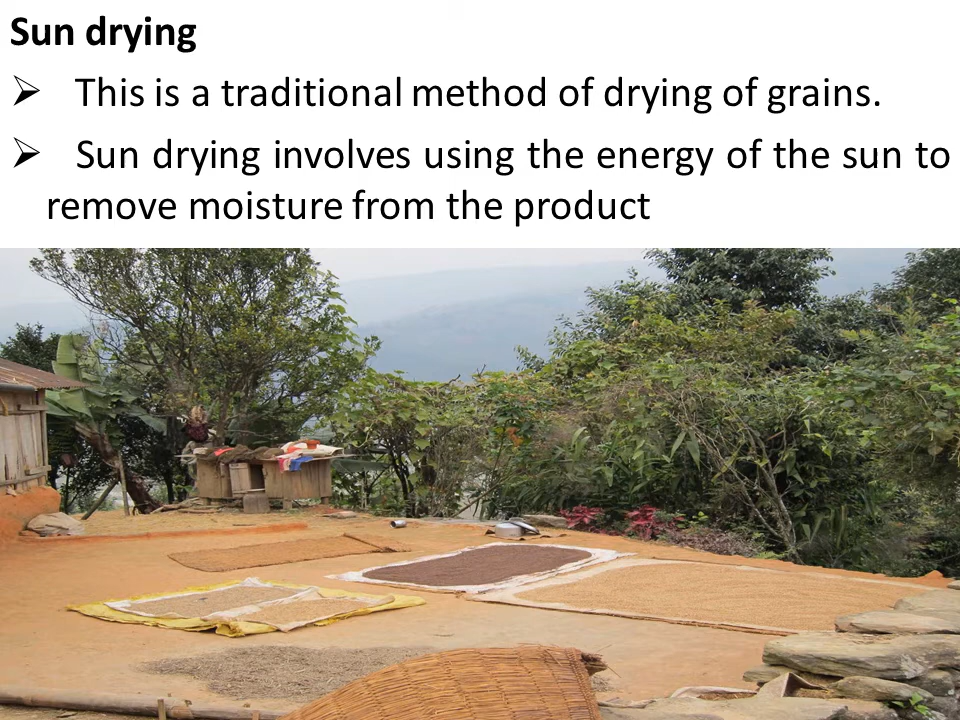 Sun drying
➢ This is a traditional method of drying of grains.
➢ Sun drying involves using the energy of the sun to
remove moisture from the product